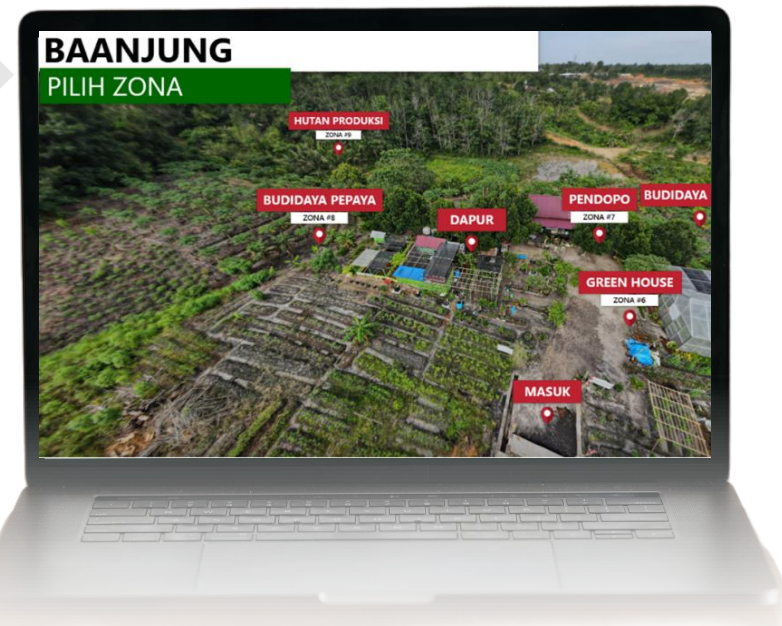 BAANJUNG
PILIH ZONA
HUTAN PRODUKSI
ZONA #9
BUDIDAYA PEPAYA
ZONA #8
DAPUR
PENDOPO
ZONA #7
BUDIDAYA
GREEN HOUSE
ZONA #6
MASUK